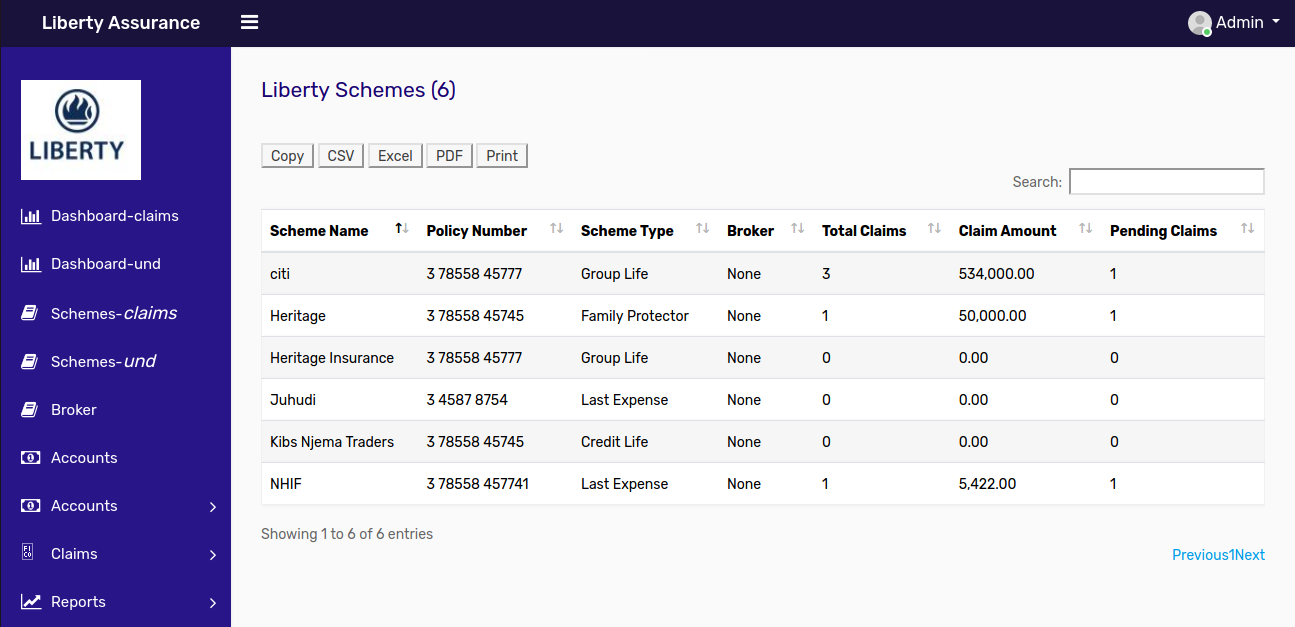 Liberty Assurance
Admin
LIBERTY
Dashboard-claims
Dashboard-und
Schemes-claims
Schemes-und
Broker
Accounts
Accounts
Claims
Reports
Liberty Schemes (6)
Copy CSV Excel PDF Print
Search:
Scheme Name Policy Number Scheme Type Broker Total Claims Claim Amount Pending Claims
citi 3 78558 45777 Group Life None 3 534,000.00 1
Heritage 3 78558 45745 Family Protector None 1 50,000.00 1
Heritage Insurance 3 78558 45777 Group Life None 0 0.00 0
Juhudi 3 4587 8754 Last Expense None 0 0.00 0
Kibs Njema Traders 3 78558 45745 Credit Life None 0 0.00 0
NHIF 3 78558 457741 Last Expense None 1 5,422.00 1
Showing 1 to 6 of 6 entries
Previous1Next